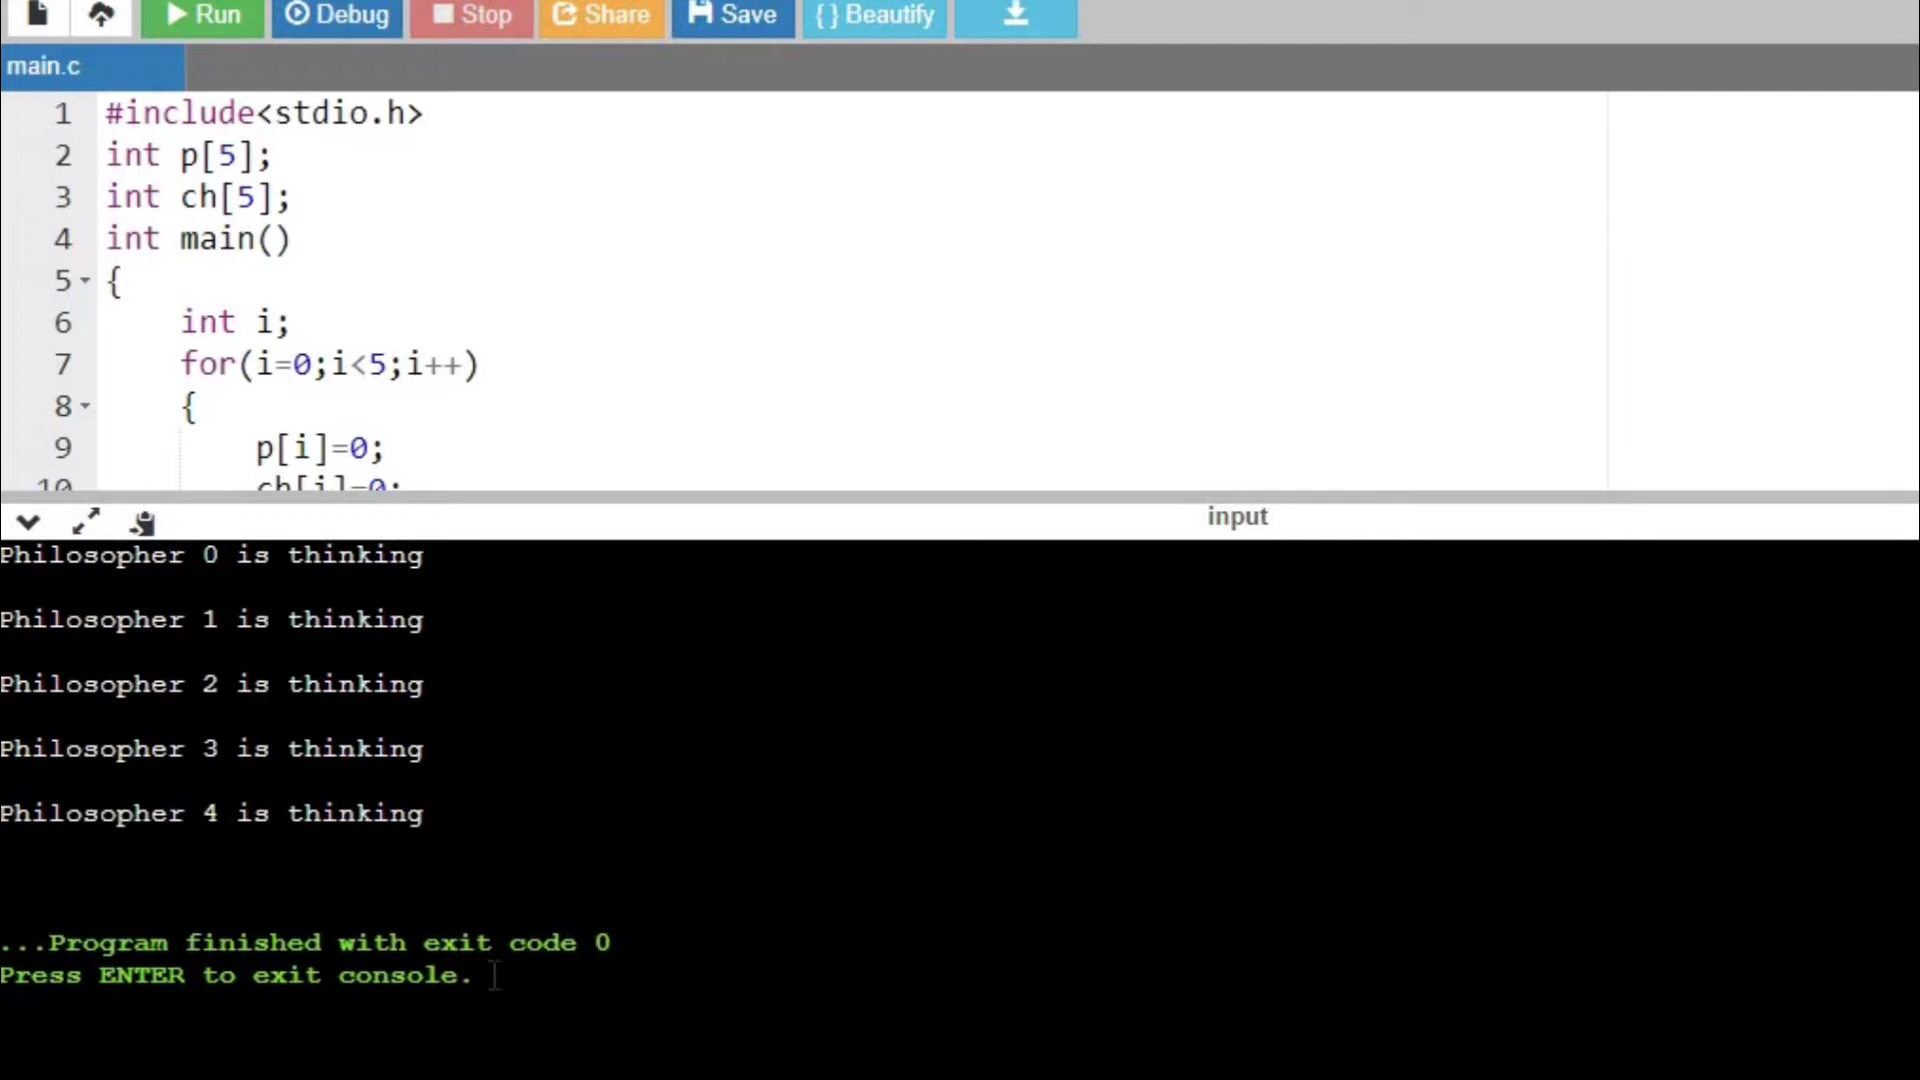 Run Debug Stop Share Save { } Beautify
main.c
1 #include<stdio.h>
2 int p[5];
3 int ch[5];
4 int main()
5 {
6 int i;
7 for(i=0;i<5;i++)
8 {
9 p[i]=0;
10 ch[i]=0;
input
Philosopher 0 is thinking
Philosopher 1 is thinking
Philosopher 2 is thinking
Philosopher 3 is thinking
Philosopher 4 is thinking
...Program finished with exit code 0
Press ENTER to exit console.